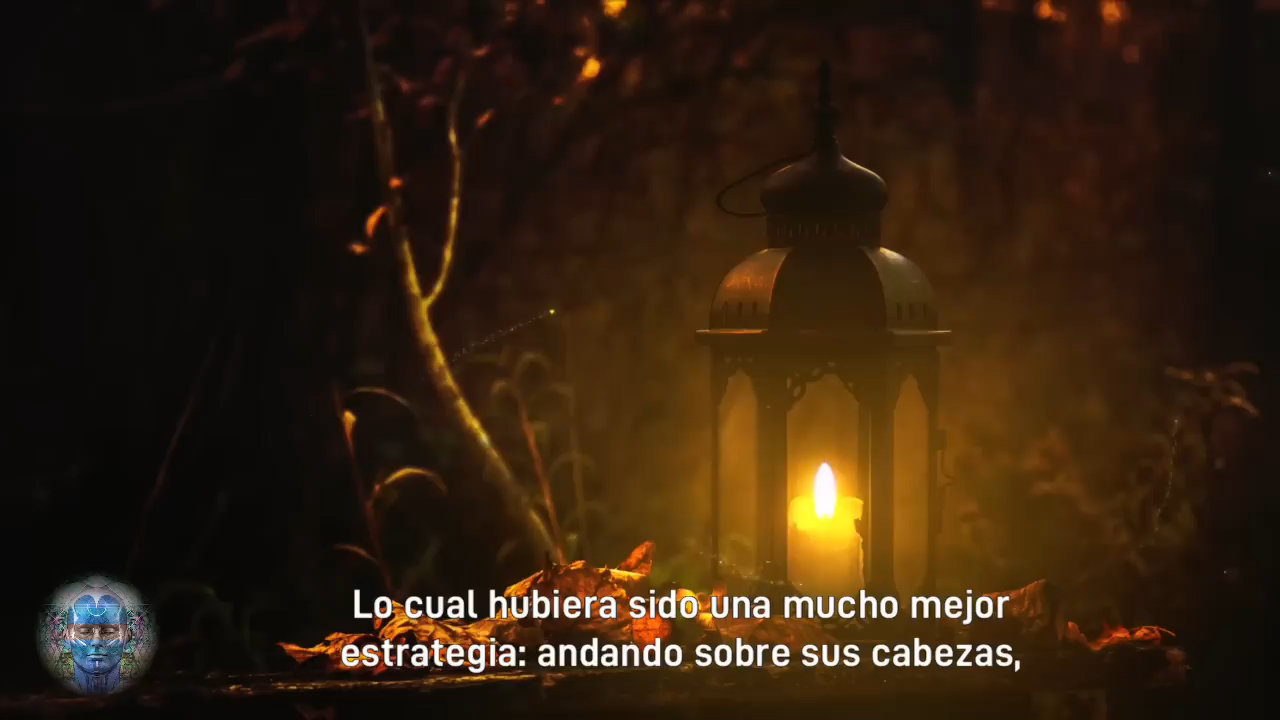 Lo cual hubiera sido una mucho mejor
estrategia: andando sobre sus cabezas,